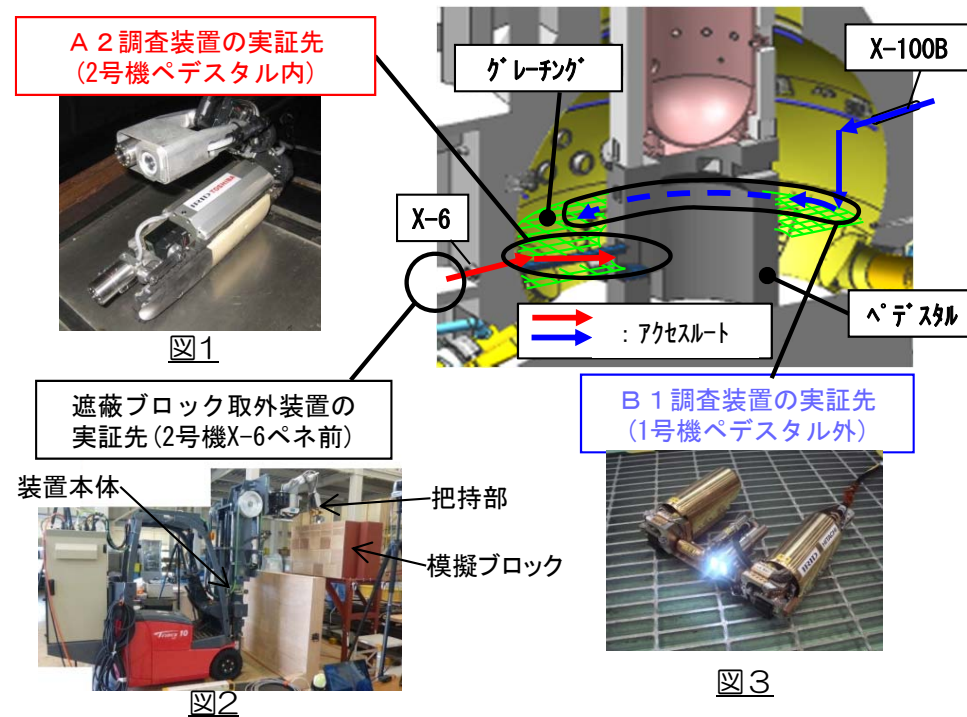 A2調査装置の実証先
(2号機ペデスタル内)
グレーチング
X-100B
X-6
ペデスタル
：アクセスルート
IRID TOSHIBA
図1
遮蔽ブロック取外装置の
実証先(2号機X-6ペネ前)
B1調査装置の実証先
(1号機ペデスタル外)
装置本体
把持部
模擬ブロック
10
図2
IRID
図3